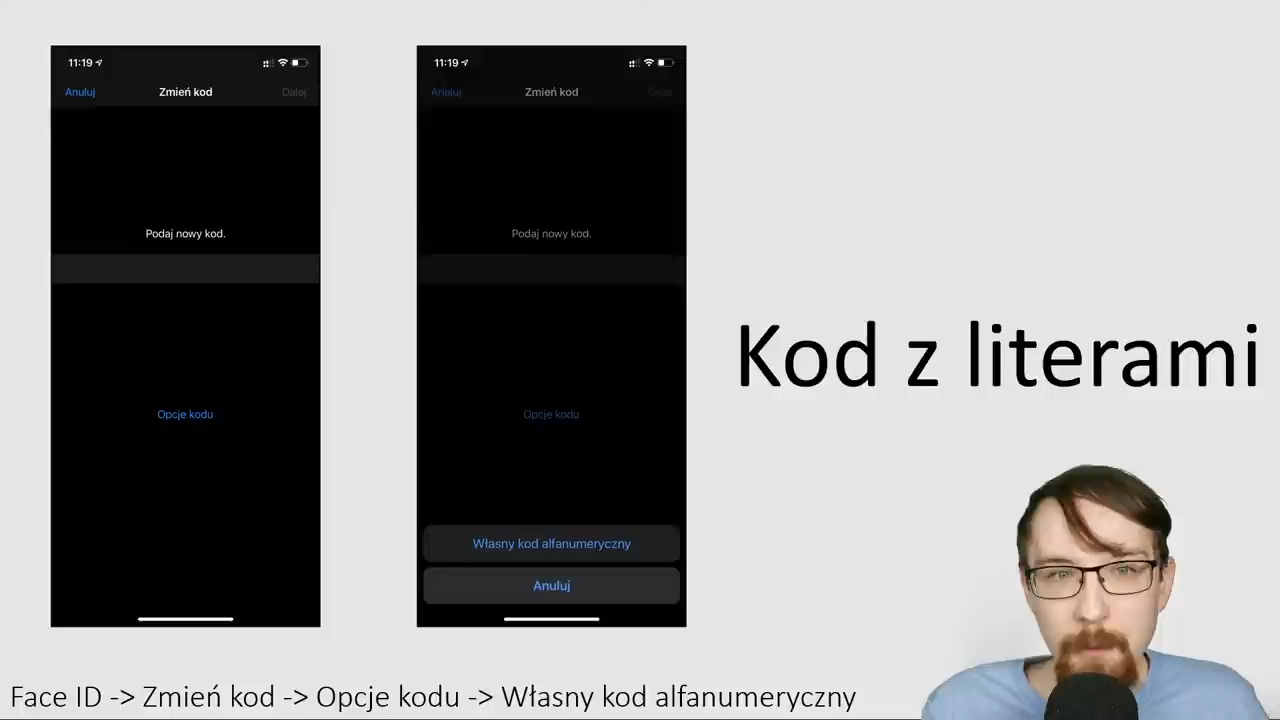 11:19
Anuluj Zmień kod Dalej
Podaj nowy kod.
Opcje kodu
11:19
Anuluj Zmień kod Dalej
Podaj nowy kod.
Opcje kodu
Własny kod alfanumeryczny
Anuluj
Kod z literami
Face ID -> Zmień kod -> Opcje kodu -> Własny kod alfanumeryczny